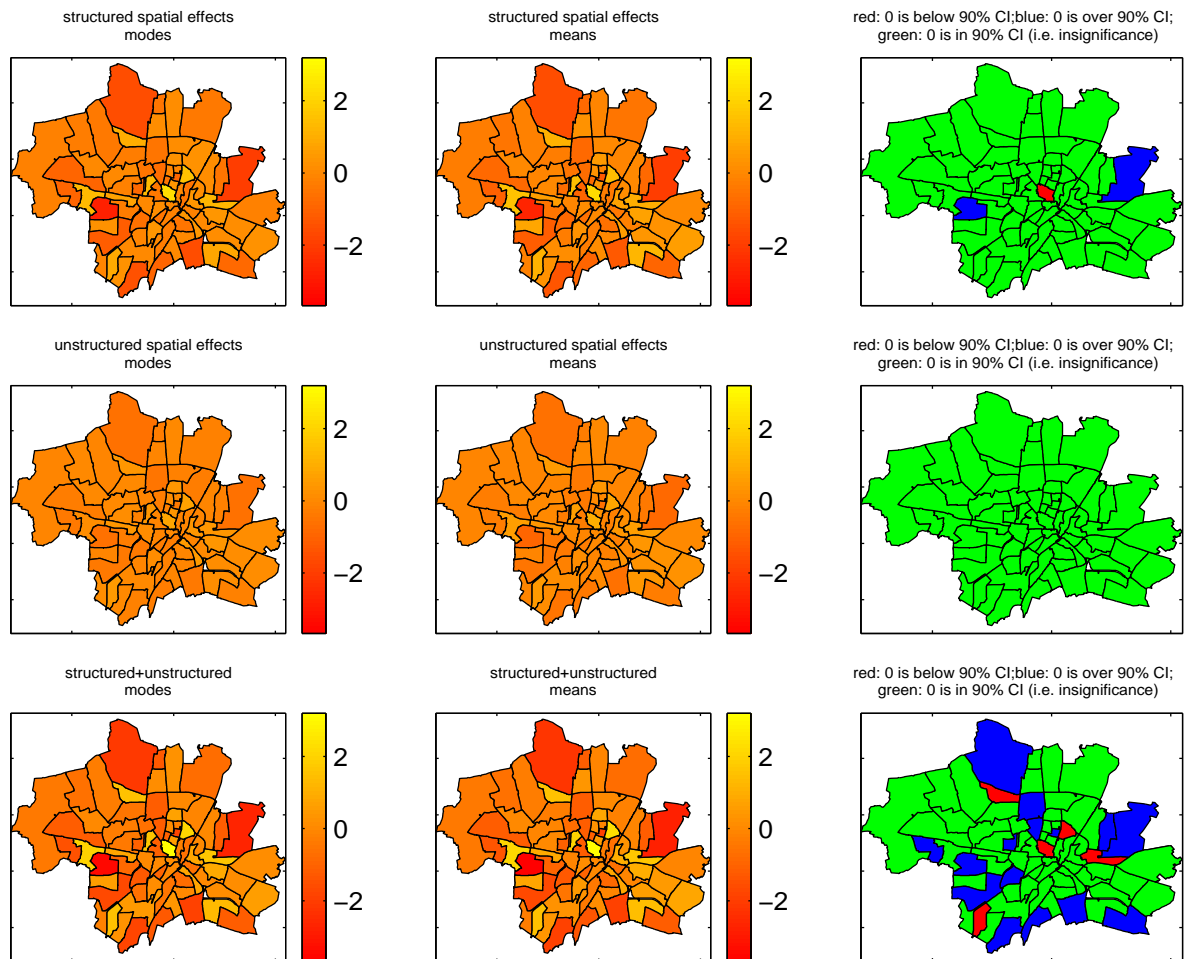 structured spatial effects
modes
structured spatial effects
means
red: 0 is below 90% CI;blue: 0 is over 90% CI;
green: 0 is in 90% CI (i.e. insignificance)
2
0
−2
2
0
−2
unstructured spatial effects
modes
unstructured spatial effects
means
red: 0 is below 90% CI;blue: 0 is over 90% CI;
green: 0 is in 90% CI (i.e. insignificance)
2
0
−2
2
0
−2
structured+unstructured
modes
structured+unstructured
means
red: 0 is below 90% CI;blue: 0 is over 90% CI;
green: 0 is in 90% CI (i.e. insignificance)
2
0
−2
2
0
−2